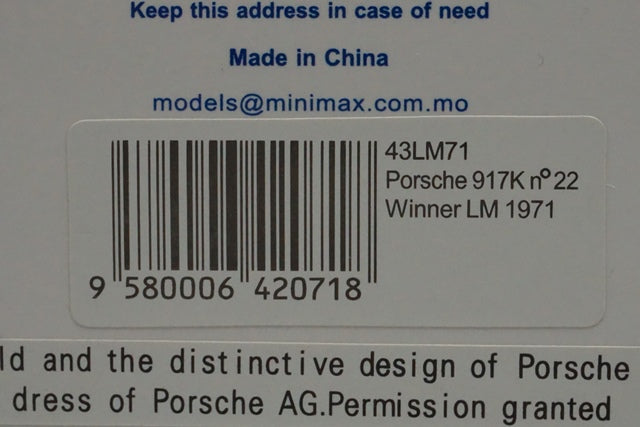 Keep this address in case of need
Made in China
models@minimax.com.mo
43LM71
Porsche 917K nº 22
Winner LM 1971
9 580006 420718
ld and the distinctive design of Porsche
dress of Porsche AG.Permission granted